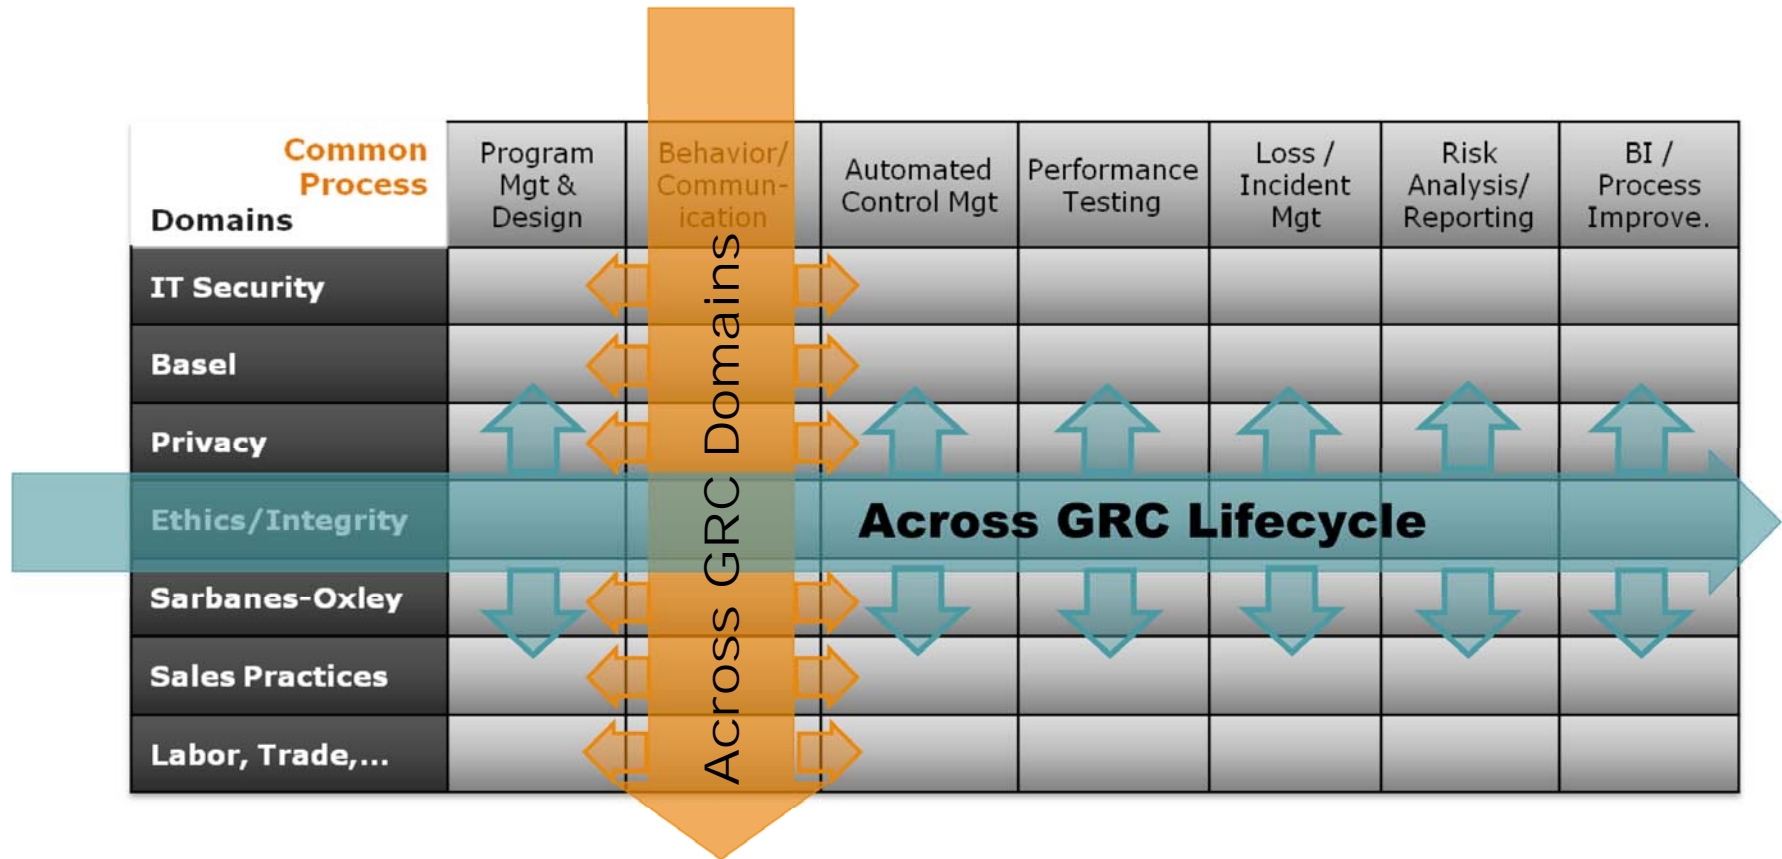 Common
Process
Domains
Program
Mgt &
Design
Behavior/
Commun-
ication
Automated
Control Mgt
Performance
Testing
Loss /
Incident
Mgt
Risk
Analysis/
Reporting
BI /
Process
Improve.
IT Security
Basel
Privacy
Ethics/Integrity
Sarbanes-Oxley
Sales Practices
Labor, Trade,...
Across GRC Domains
Across GRC Lifecycle